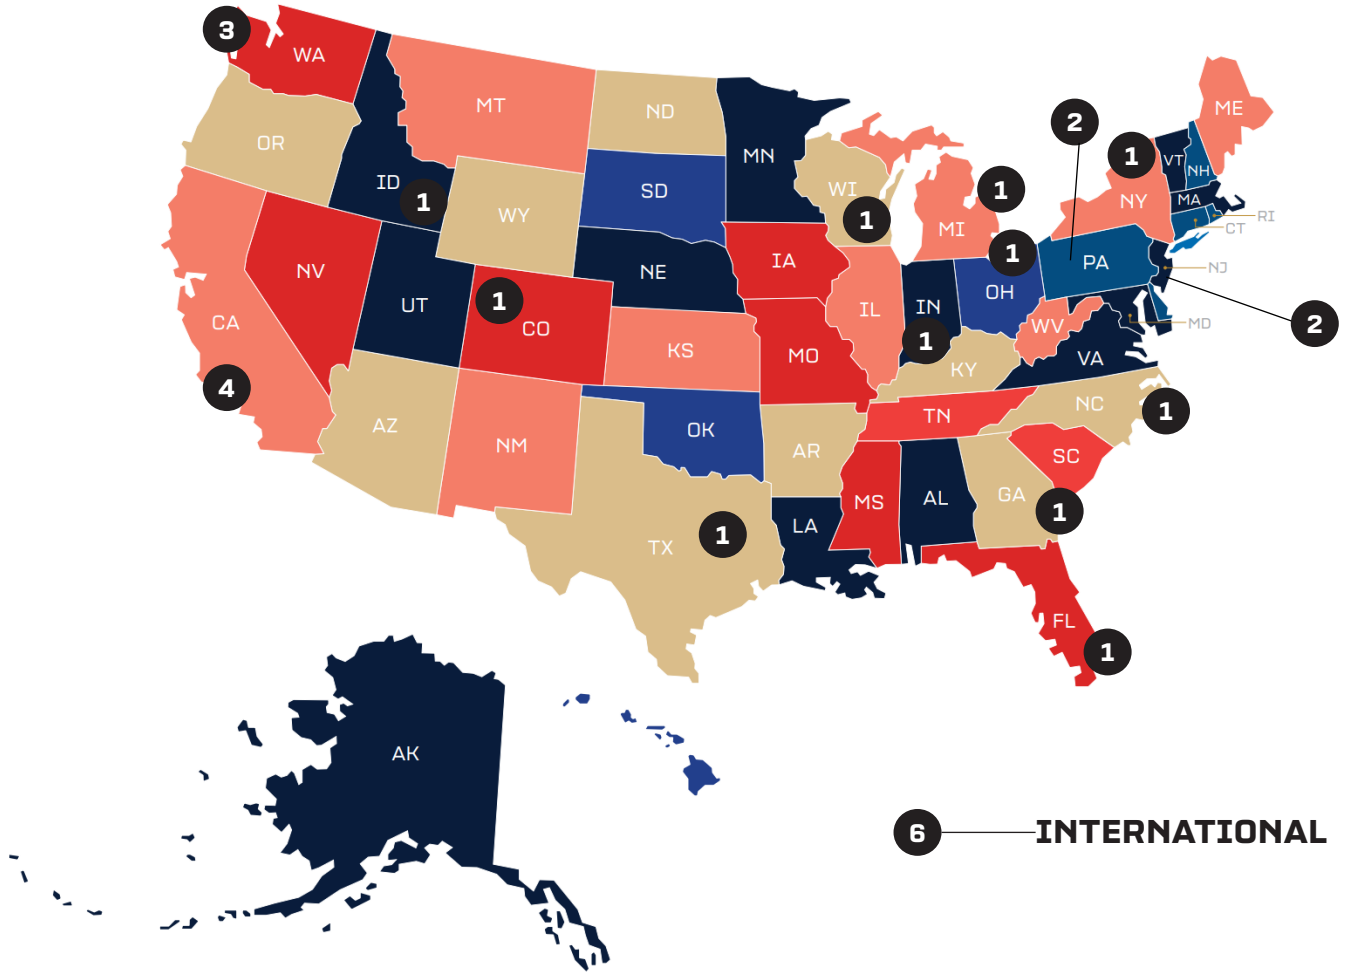 3
WA
MT
ND
MN
ME
2
OR
ID
1
WY
SD
WI
1
MI
1
1
NY
VT
NH
MA
RI
CT
NV
UT
1
CO
NE
IA
IL
IN
1
OH
1
PA
NJ
2
MD
CA
4
KS
MO
WV
VA
KY
AZ
NM
OK
AR
TN
NC
1
SC
TX
1
LA
MS
AL
GA
1
FL
1
AK
6
INTERNATIONAL